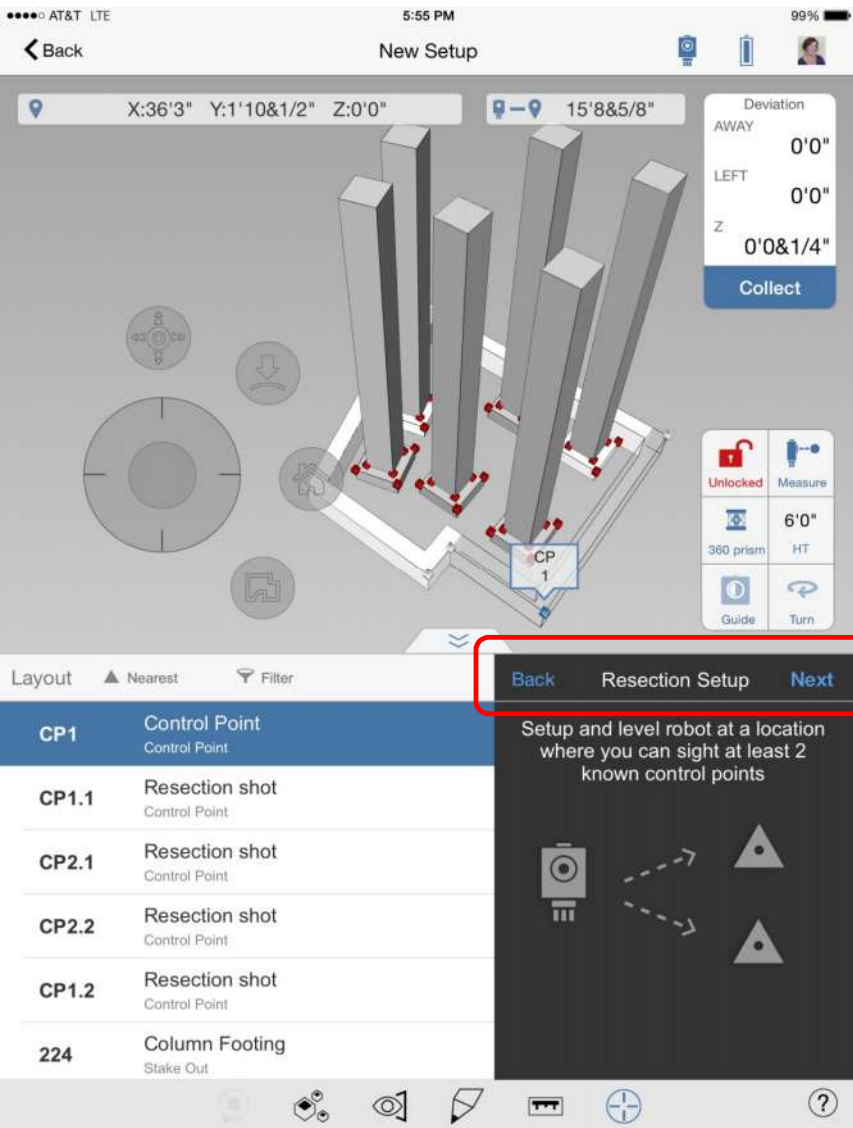 AT&T LTE
5:55 PM
99%
Back
New Setup
X:36'3" Y:1'10&1/2" Z:0'0"
15'8&5/8"
Deviation
AWAY
0'0"
LEFT
0'0"
Z
0'0&1/4"
Collect
Unlocked
Measure
360 prism
6'0"
HT
Guide
Turn
CP
1
Layout
Nearest
Filter
Back
Resection Setup
Next
CP1
Control Point
Control Point
CP1.1
Resection shot
Control Point
CP2.1
Resection shot
Control Point
CP2.2
Resection shot
Control Point
CP1.2
Resection shot
Control Point
224
Column Footing
Stake Out
Setup and level robot at a location
where you can sight at least 2
known control points
?